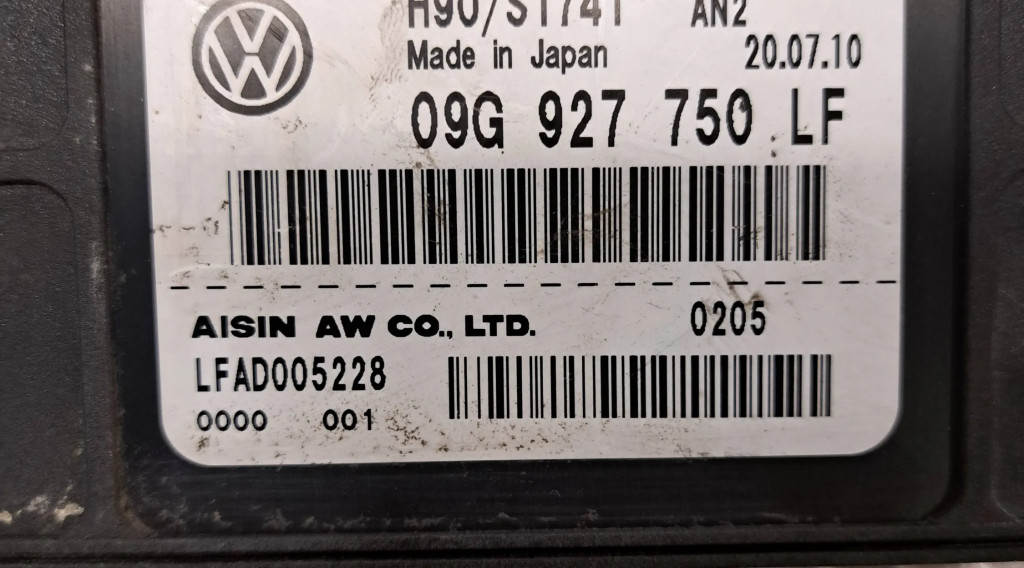 H90/S1741 AN2
Made in Japan 20.07.10
09G 927 750 LF
AISIN AW CO., LTD. 0205
LFAD005228
0000 001